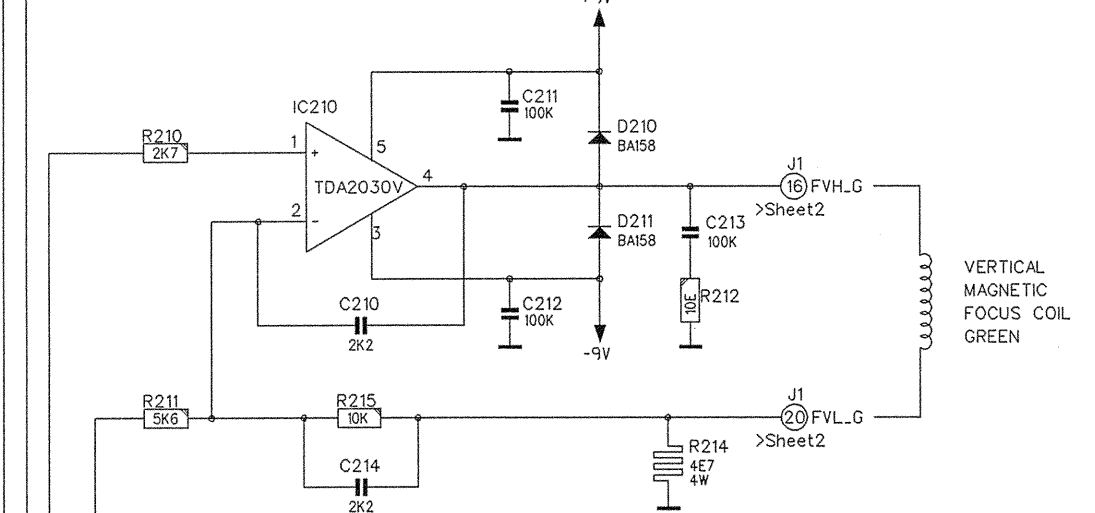 IC210
C211
100K
R210
2K7
1
+
5
D210
BA158
TDA2030V
4
J1
16 FVH_G
>Sheet2
2
-
3
D211
BA158
C213
100K
VERTICAL
MAGNETIC
FOCUS COIL
GREEN
C210
2K2
C212
100K
10E
R212
-9V
R211
5K6
R215
10K
J1
20 FVL_G
>Sheet2
R214
4E7
4W
C214
2K2